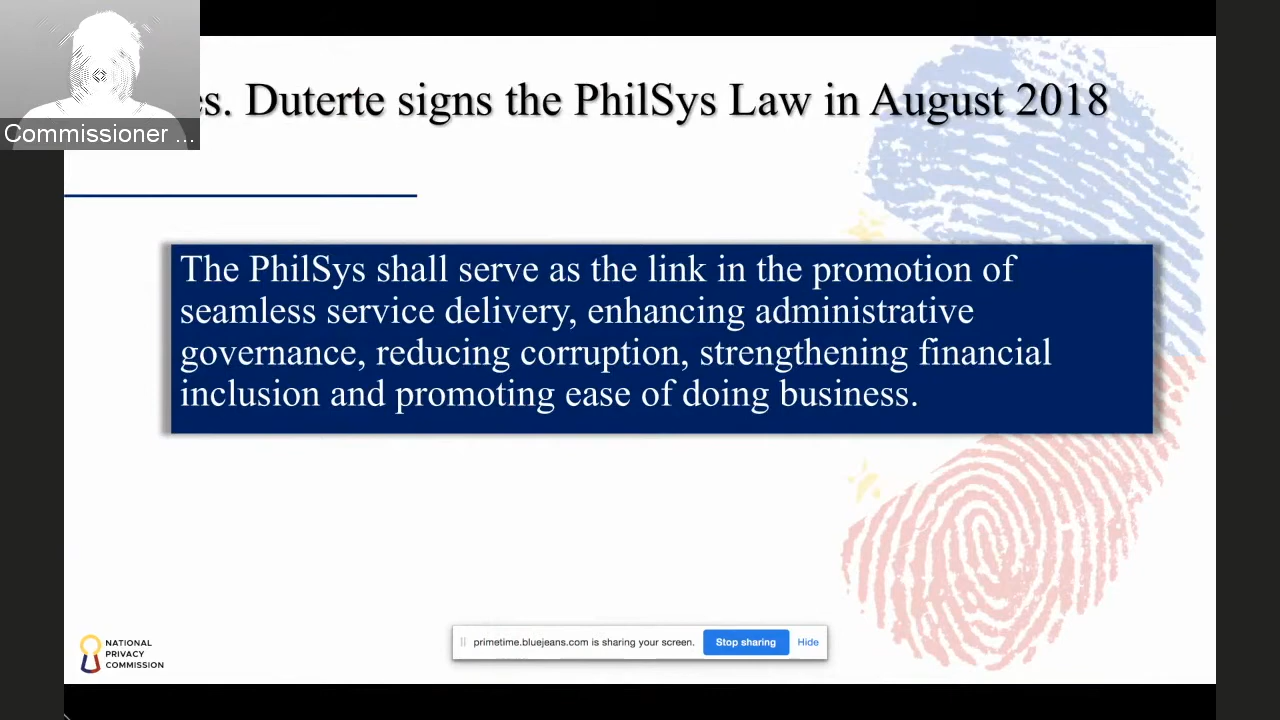 es. Duterte signs the PhilSys Law in August 2018
Commissioner ...
The PhilSys shall serve as the link in the promotion of
seamless service delivery, enhancing administrative
governance, reducing corruption, strengthening financial
inclusion and promoting ease of doing business.
NATIONAL
PRIVACY
COMMISSION
primetime.bluejeans.com is sharing your screen.
Stop sharing
Hide